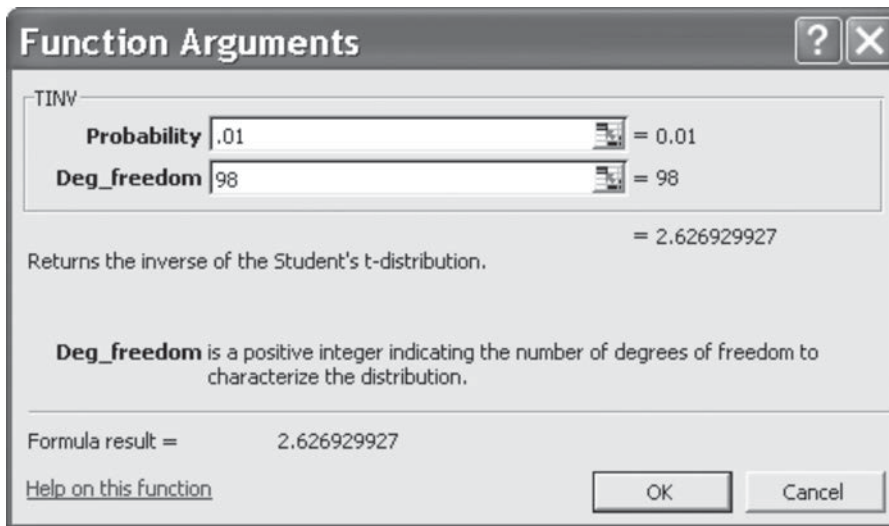 Function Arguments ? X
TINV
Probability .01 = 0.01
Deg_freedom 98 = 98
= 2.626929927
Returns the inverse of the Student's t-distribution.
Deg_freedom is a positive integer indicating the number of degrees of freedom to
characterize the distribution.
Formula result = 2.626929927
Help on this function OK Cancel